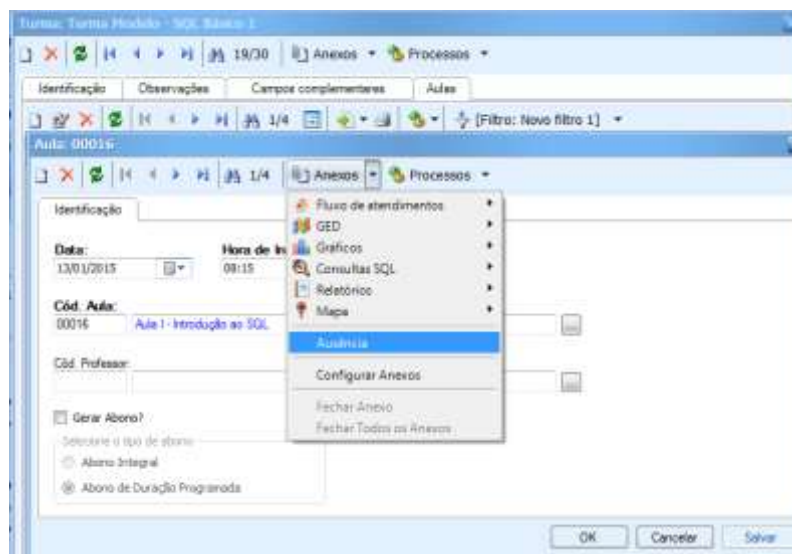 Turma: Turma Modelo - SQL Básico 1
19/30 Anexos Processos
Identificação Observações Campos complementares Aulas
1/4 [Filtro: Novo filtro 1]
Aula: 00016
1/4 Anexos Processos
Identificação
Fluxo de atendimentos
GED
Data: Hora de In
Gráficos
13/01/2015 08:15
Consultas SQL
Relatórios
Cód. Aula:
Mapa
00016 Aula 1 - Introdução ao SQL
Ausência
Cód. Professor:
Configurar Anexos
Gerar Abono?
Fechar Anexo
Selecione o tipo de abono
Fechar Todos os Anexos
Abono Integral
Abono de Duração Programada
OK Cancelar Salvar